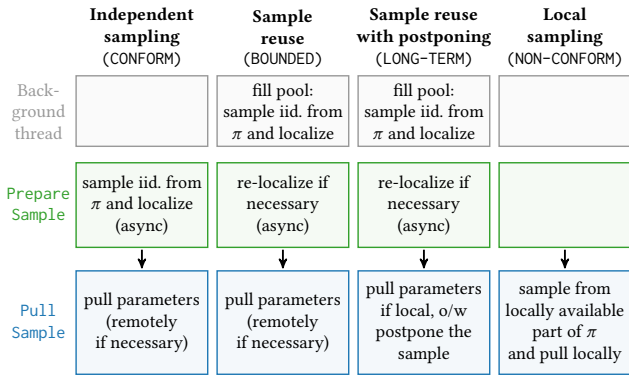 Independent
sampling
(CONFORM)
Sample
reuse
(BOUNDED)
Sample reuse
with postponing
(LONG-TERM)
Local
sampling
(NON-CONFORM)
Back-
ground
thread
fill pool:
sample iid. from
π and localize
fill pool:
sample iid. from
π and localize
Prepare
Sample
sample iid. from
π and localize
(async)
re-localize if
necessary
(async)
re-localize if
necessary
(async)
Pull
Sample
pull parameters
(remotely
if necessary)
pull parameters
(remotely
if necessary)
pull parameters
if local, o/w
postpone the
sample
sample from
locally available
part of π
and pull locally